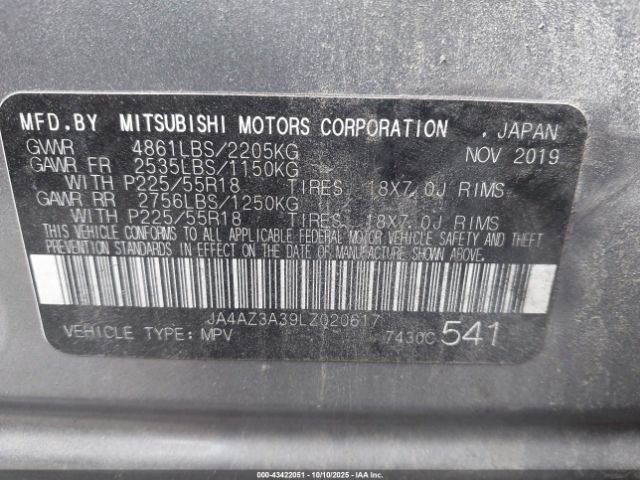 MFD.BY MITSUBISHI MOTORS CORPORATION , JAPAN
GVWR 4861LBS/2205KG NOV 2019
GAWR FR 2535LBS/1150KG
WITH P225/55R18 TIRES, 18X7.0J RIMS
GAWR RR 2756LBS/1250KG
WITH P225/55R18 TIRES, 18X7.0J RIMS
THIS VEHICLE CONFORMS TO ALL APPLICABLE FEDERAL MOTOR VEHICLE SAFETY AND THEFT
PREVENTION STANDARD IN EFFECT ON THE DATE OF MANUFACTURE SHOWN ABOVE.
JA4AZ3A39LZ020617
VEHICLE TYPE: MPV 7430C 541
000-43422051 - 10/10/2025 - Copyright © IAA, LLC